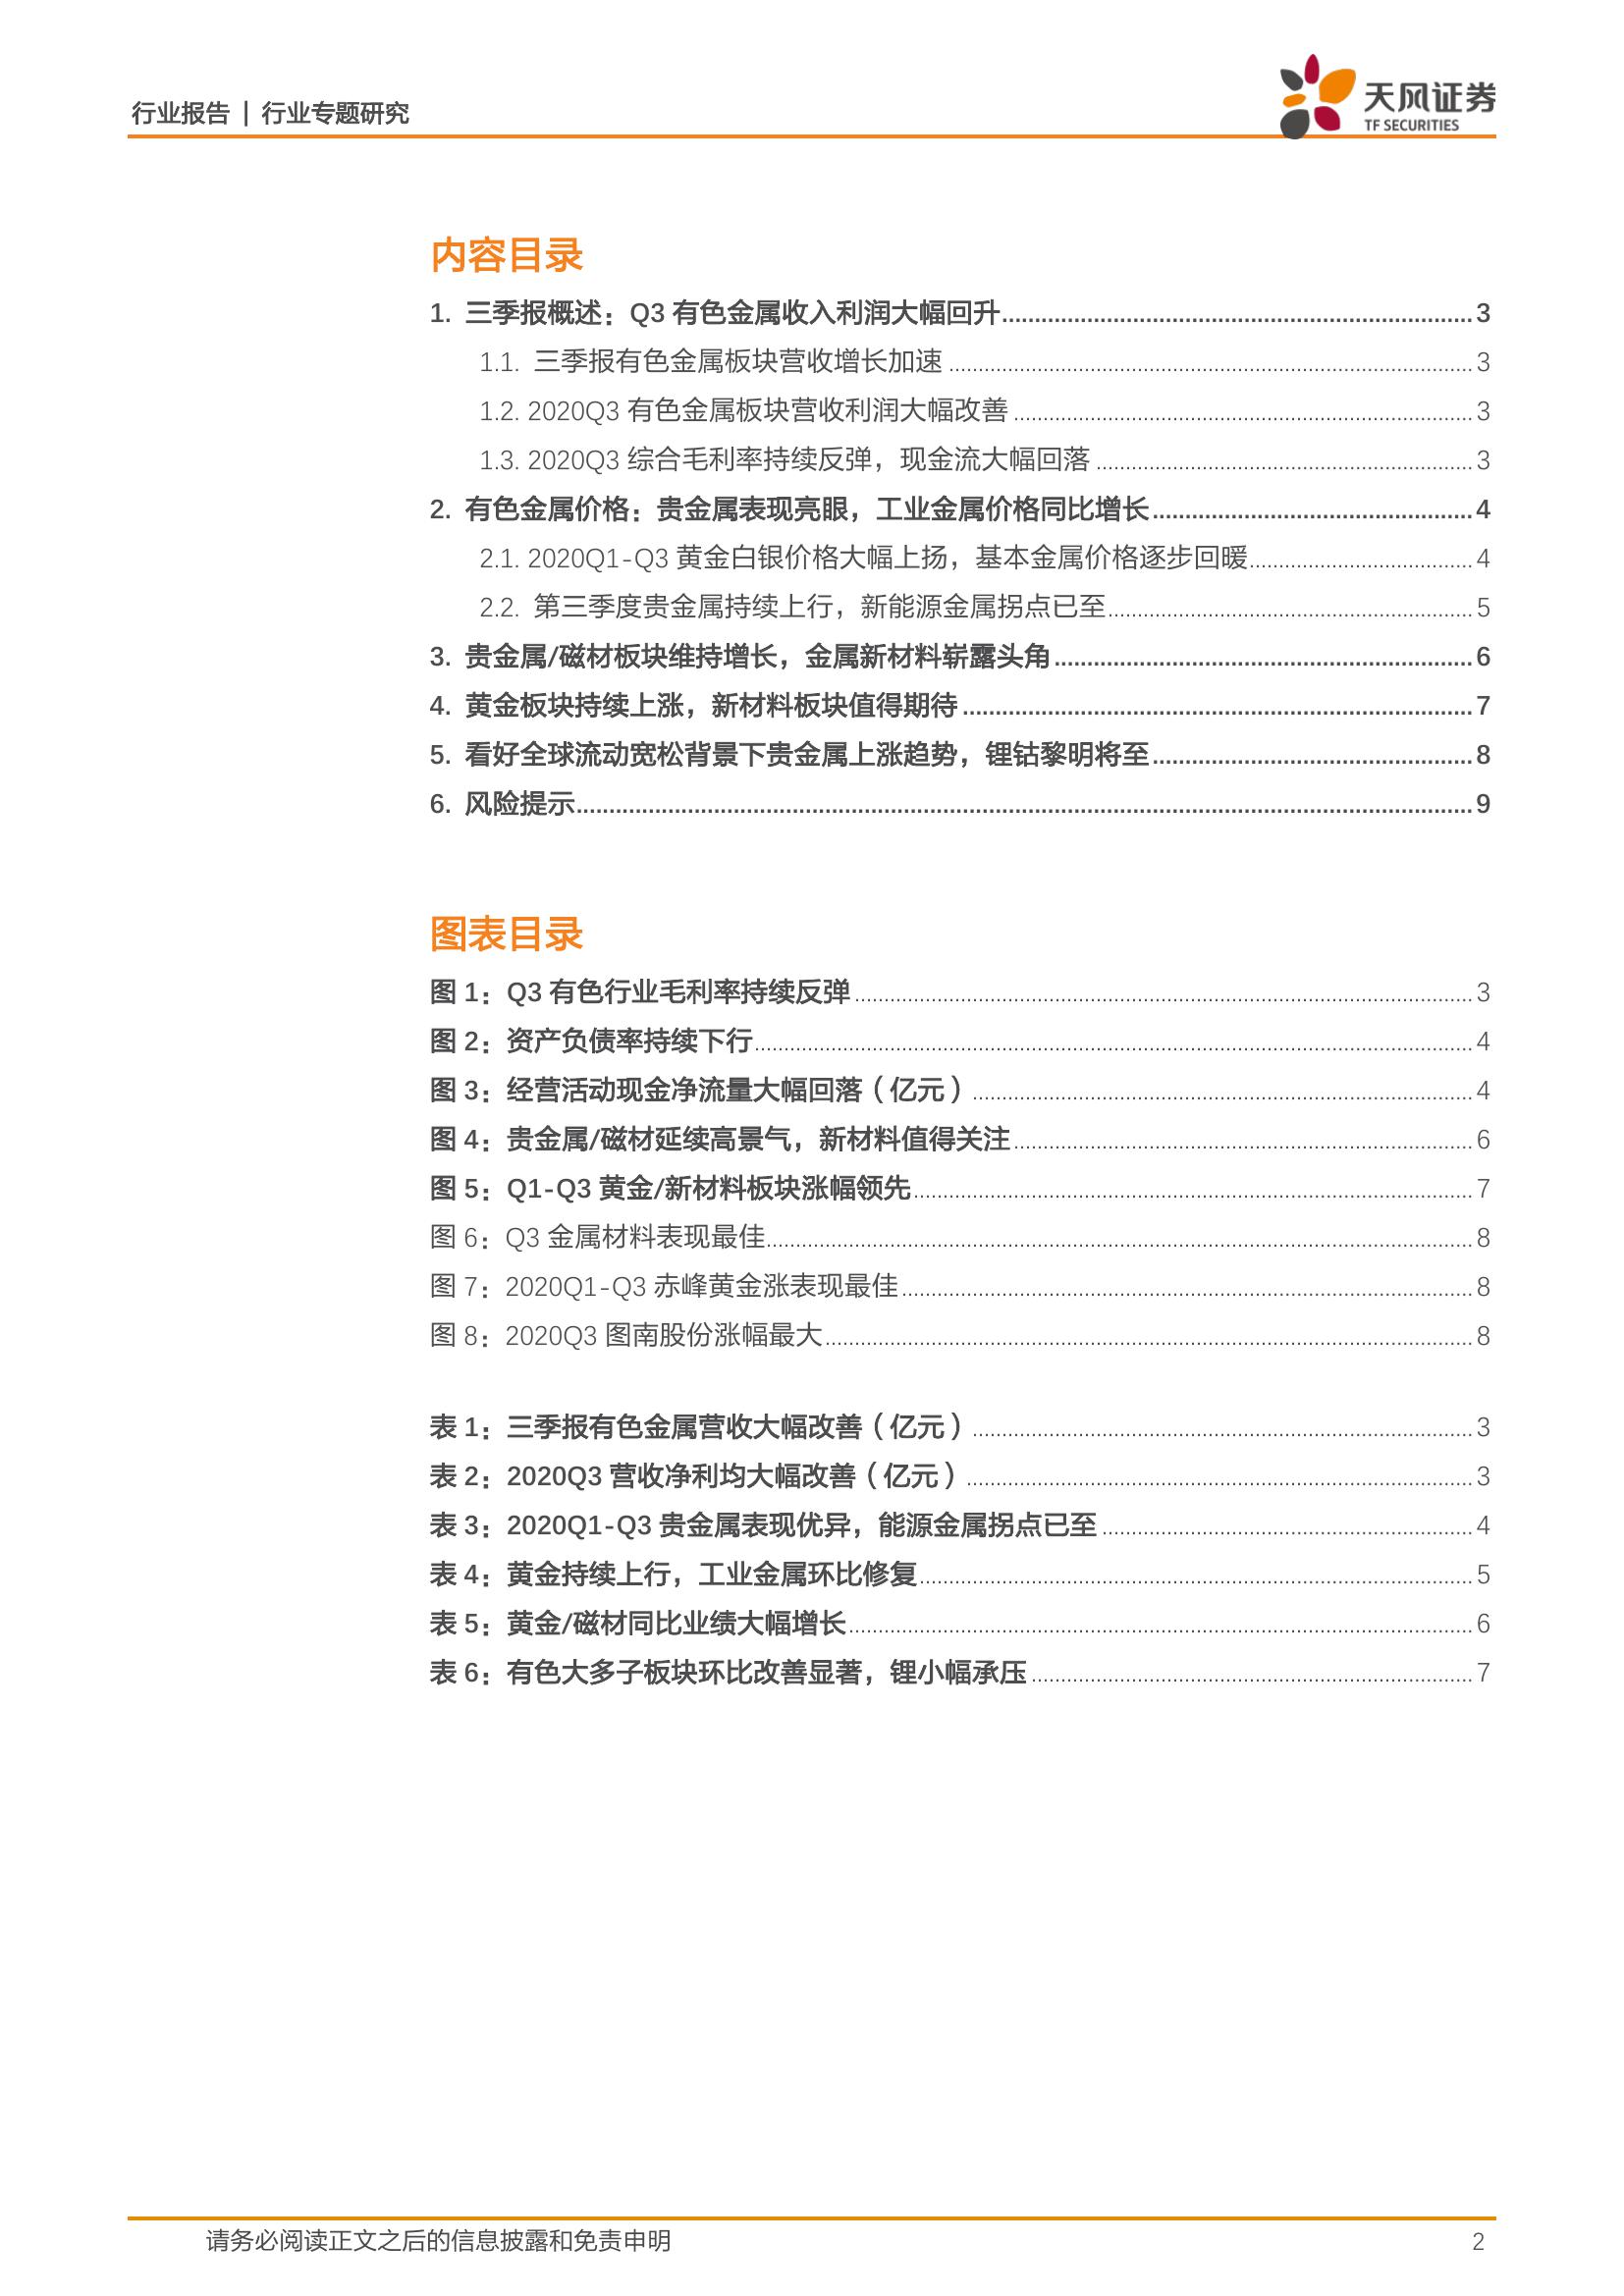 行业报告 | 行业专题研究
天风证券
TF SECURITIES
内容目录
1. 三季报概述：Q3 有色金属收入利润大幅回升 3
1.1. 三季报有色金属板块营收增长加速 3
1.2. 2020Q3 有色金属板块营收利润大幅改善 3
1.3. 2020Q3 综合毛利率持续反弹，现金流大幅回落 3
2. 有色金属价格：贵金属表现亮眼，工业金属价格同比增长 4
2.1. 2020Q1-Q3 黄金白银价格大幅上扬，基本金属价格逐步回暖 4
2.2. 第三季度贵金属持续上行，新能源金属拐点已至 5
3. 贵金属/磁材板块维持增长，金属新材料崭露头角 6
4. 黄金板块持续上涨，新材料板块值得期待 7
5. 看好全球流动宽松背景下贵金属上涨趋势，锂钴黎明将至 8
6. 风险提示 9
图表目录
图 1：Q3 有色行业毛利率持续反弹 3
图 2：资产负债率持续下行 4
图 3：经营活动现金净流量大幅回落（亿元） 4
图 4：贵金属/磁材延续高景气，新材料值得关注 6
图 5：Q1-Q3 黄金/新材料板块涨幅领先 7
图 6：Q3 金属材料表现最佳 8
图 7：2020Q1-Q3 赤峰黄金涨表现最佳 8
图 8：2020Q3 图南股份涨幅最大 8
表 1：三季报有色金属营收大幅改善（亿元） 3
表 2：2020Q3 营收净利均大幅改善（亿元） 3
表 3：2020Q1-Q3 贵金属表现优异，能源金属拐点已至 4
表 4：黄金持续上行，工业金属环比修复 5
表 5：黄金/磁材同比业绩大幅增长 6
表 6：有色大多子板块环比改善显著，锂小幅承压 7
请务必阅读正文之后的信息披露和免责申明 2